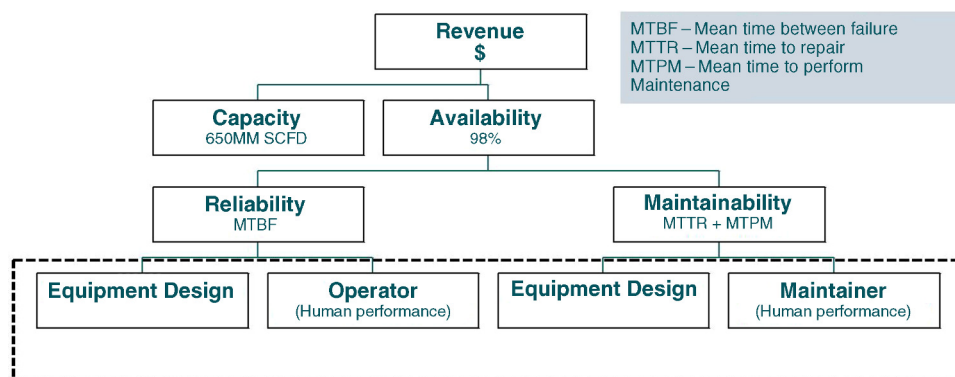 Revenue
$
MTBF – Mean time between failure
MTTR – Mean time to repair
MTPM – Mean time to perform
Maintenance
Capacity
650MM SCFD
Availability
98%
Reliability
MTBF
Maintainability
MTTR + MTPM
Equipment Design
Operator
(Human performance)
Equipment Design
Maintainer
(Human performance)